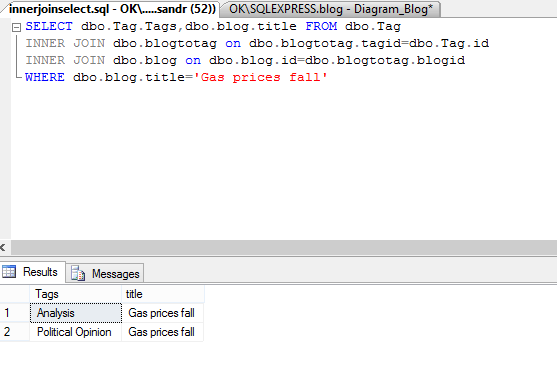 innerjoinselect.sql - OK\.....sandr (52)) OK\SQLEXPRESS.blog - Diagram_Blog*
SELECT dbo.Tag.Tags,dbo.blog.title FROM dbo.Tag
INNER JOIN dbo.blogtotag on dbo.blogtotag.tagid=dbo.Tag.id
INNER JOIN dbo.blog on dbo.blog.id=dbo.blogtotag.blogid
WHERE dbo.blog.title='Gas prices fall'
Results Messages
Tags title
1 Analysis Gas prices fall
2 Political Opinion Gas prices fall